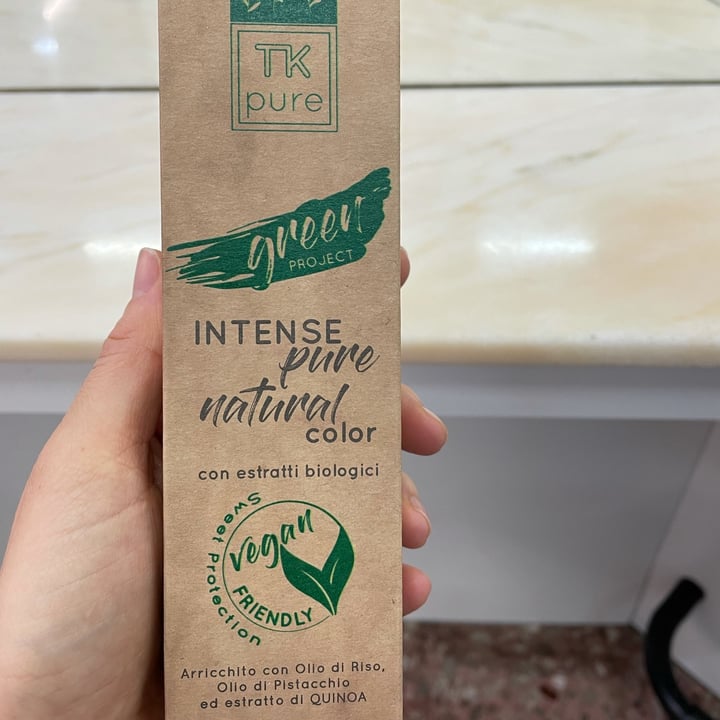 TK
pure
green
PROJECT
INTENSE
pure
natural
color
con estratti biologici
Sweet Protection
vegan
FRIENDLY
Arricchito con Olio di Riso,
Olio di Pistacchio
ed estratto di QUINOA